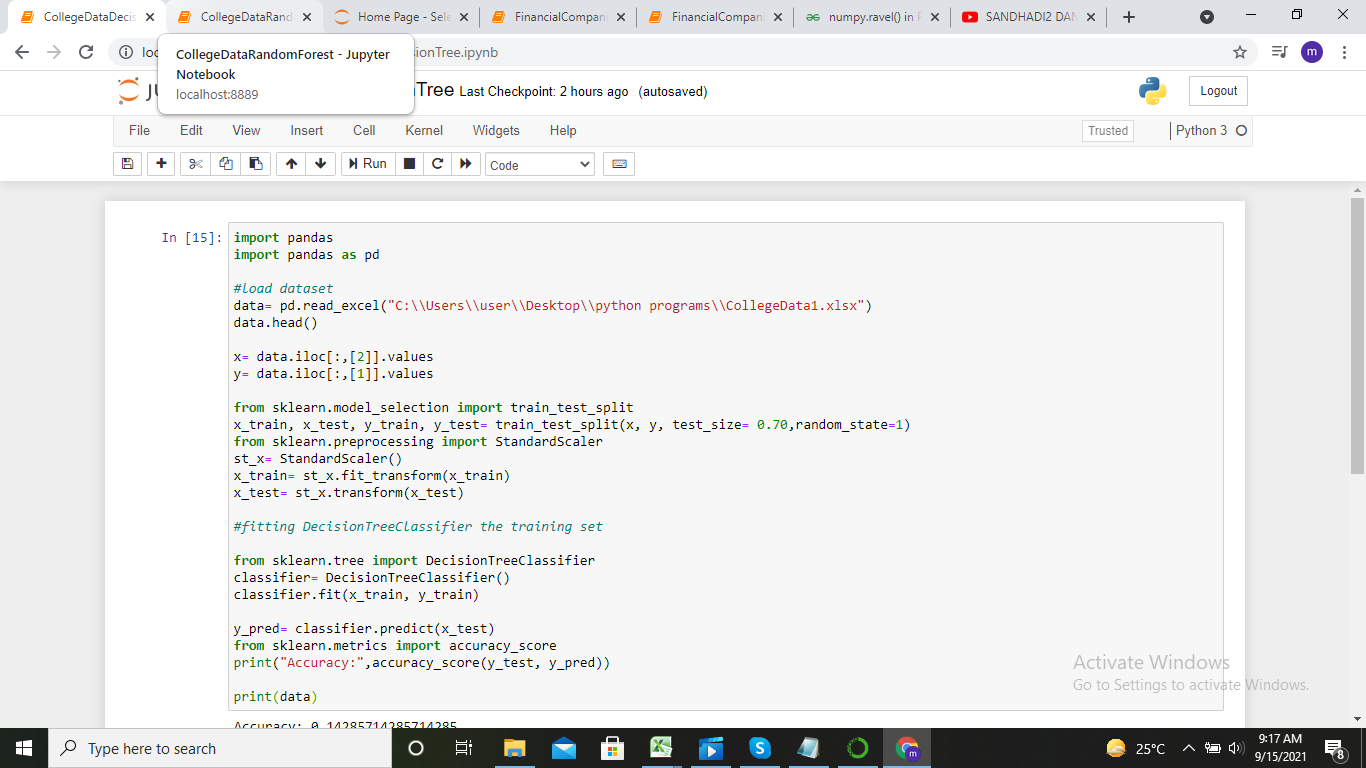 CollegeDataDecis
CollegeDataRand
Home Page - Sele
FinancialCompan
FinancialCompan
numpy.ravel() in P
SANDHADI2 DAN
CollegeDataRandomForest - Jupyter
Notebook
localhost:8889
loc
sionTree.ipynb
m
Tree Last Checkpoint: 2 hours ago (autosaved)
Logout
File Edit View Insert Cell Kernel Widgets Help
Trusted
Python 3
Run
Code
In [15]:
import pandas
import pandas as pd
#load dataset
data= pd.read_excel("C:\\Users\\user\\Desktop\\python programs\\CollegeData1.xlsx")
data.head()
x= data.iloc[:,[2]].values
y= data.iloc[:,[1]].values
from sklearn.model_selection import train_test_split
x_train, x_test, y_train, y_test= train_test_split(x, y, test_size= 0.70,random_state=1)
from sklearn.preprocessing import StandardScaler
st_x= StandardScaler()
x_train= st_x.fit_transform(x_train)
x_test= st_x.transform(x_test)
#fitting DecisionTreeClassifier the training set
from sklearn.tree import DecisionTreeClassifier
classifier= DecisionTreeClassifier()
classifier.fit(x_train, y_train)
y_pred= classifier.predict(x_test)
from sklearn.metrics import accuracy_score
print("Accuracy:",accuracy_score(y_test, y_pred))
print(data)
Accuracy: 0.14285714285714285
Activate Windows
Go to Settings to activate Windows.
Type here to search
25°C
9:17 AM
9/15/2021
8